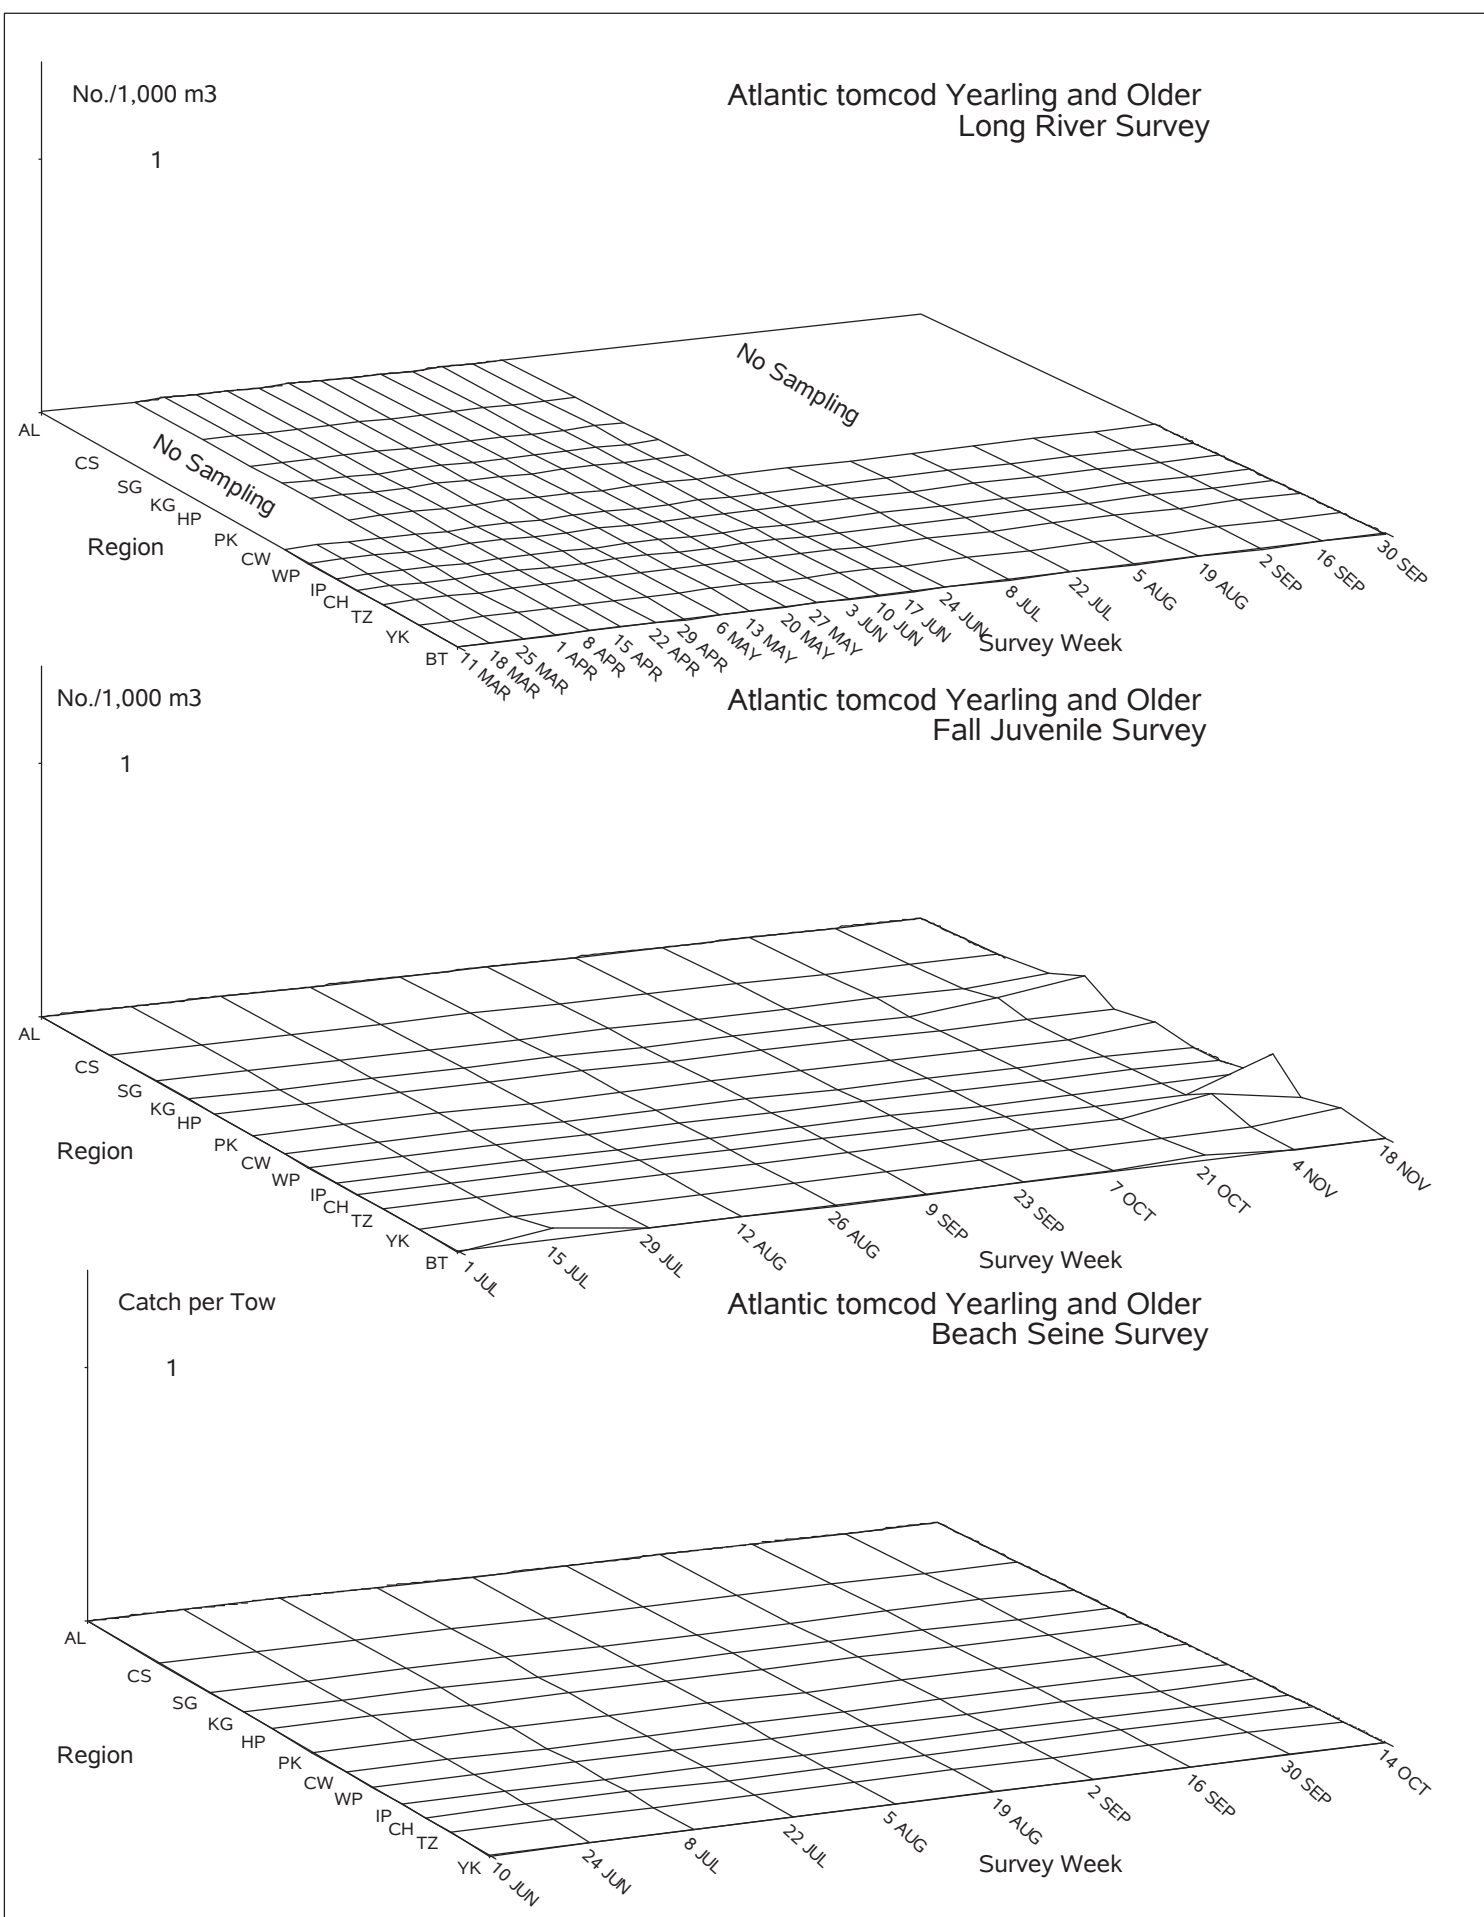 No./1,000 m3
Atlantic tomcod Yearling and Older
Long River Survey
1
No Sampling
AL
No Sampling
CS
SG
KG
HP
Region
PK
CW
WP
IP
CH
TZ
YK
BT
11 MAR
18 MAR
25 MAR
1 APR
8 APR
15 APR
22 APR
29 APR
6 MAY
13 MAY
20 MAY
27 MAY
3 JUN
10 JUN
17 JUN
24 JUN
8 JUL
22 JUL
5 AUG
19 AUG
2 SEP
16 SEP
30 SEP
Survey Week
No./1,000 m3
Atlantic tomcod Yearling and Older
Fall Juvenile Survey
1
AL
CS
SG
KG
HP
Region
PK
CW
WP
IP
CH
TZ
YK
BT
1 JUL
15 JUL
29 JUL
12 AUG
26 AUG
9 SEP
23 SEP
7 OCT
21 OCT
4 NOV
18 NOV
Survey Week
Catch per Tow
Atlantic tomcod Yearling and Older
Beach Seine Survey
1
AL
CS
SG
KG
HP
Region
PK
CW
WP
IP
CH
TZ
YK
10 JUN
24 JUN
8 JUL
22 JUL
5 AUG
19 AUG
2 SEP
16 SEP
30 SEP
14 OCT
Survey Week